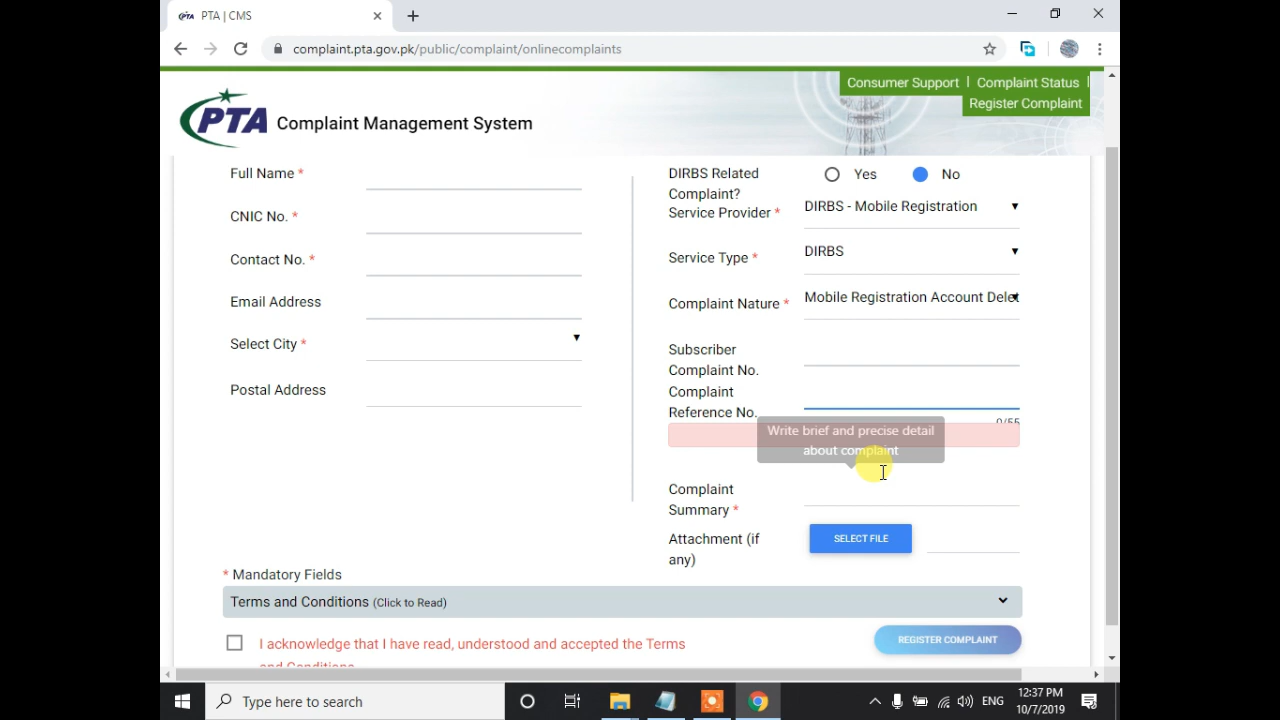 PTA | CMS
complaint.pta.gov.pk/public/complaint/onlinecomplaints
Consumer Support | Complaint Status |
Register Complaint
PTA Complaint Management System
Full Name *
CNIC No. *
Contact No. *
Email Address
Select City *
Postal Address
DIRBS Related
Complaint?
Yes
No
Service Provider *
DIRBS - Mobile Registration
Service Type *
DIRBS
Complaint Nature *
Mobile Registration Account Delet
Subscriber
Complaint No.
Complaint
Reference No.
0/55
Write brief and precise detail
about complaint
Complaint
Summary *
Attachment (if
any)
SELECT FILE
* Mandatory Fields
Terms and Conditions (Click to Read)
I acknowledge that I have read, understood and accepted the Terms
and Conditions
REGISTER COMPLAINT
Type here to search
ENG
12:37 PM
10/7/2019